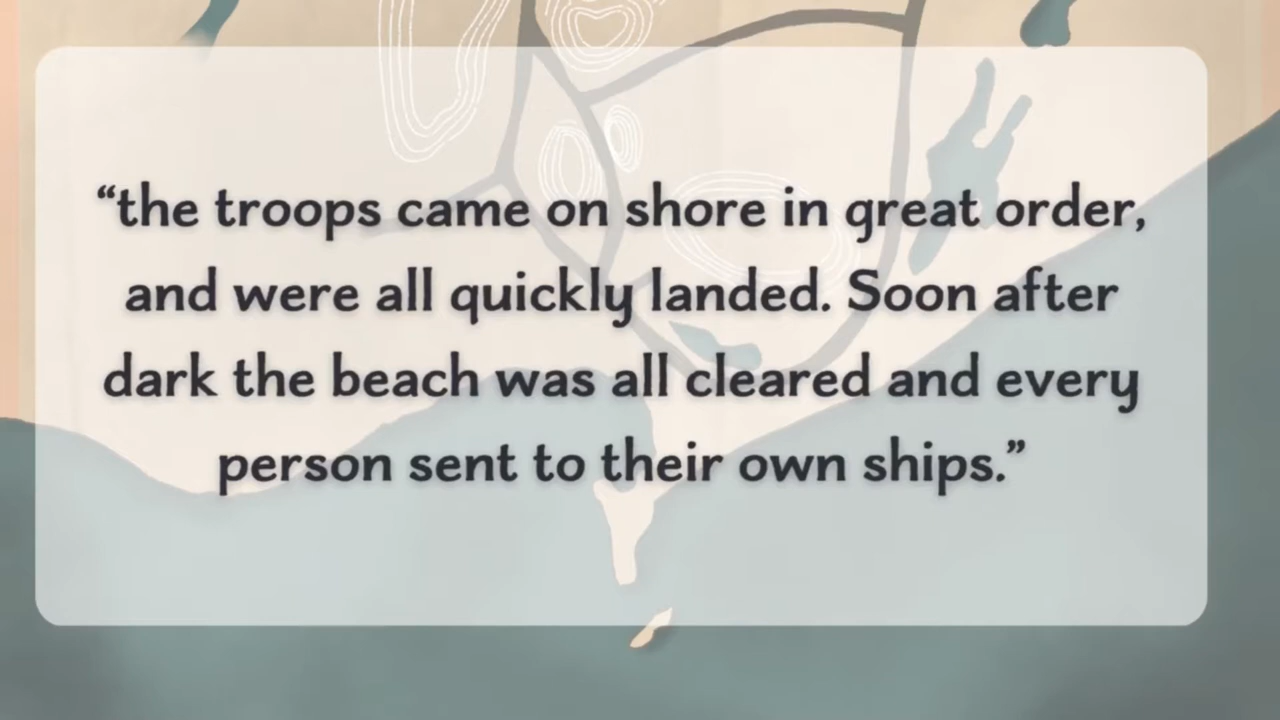 “the troops came on shore in great order,
and were all quickly landed. Soon after
dark the beach was all cleared and every
person sent to their own ships.”